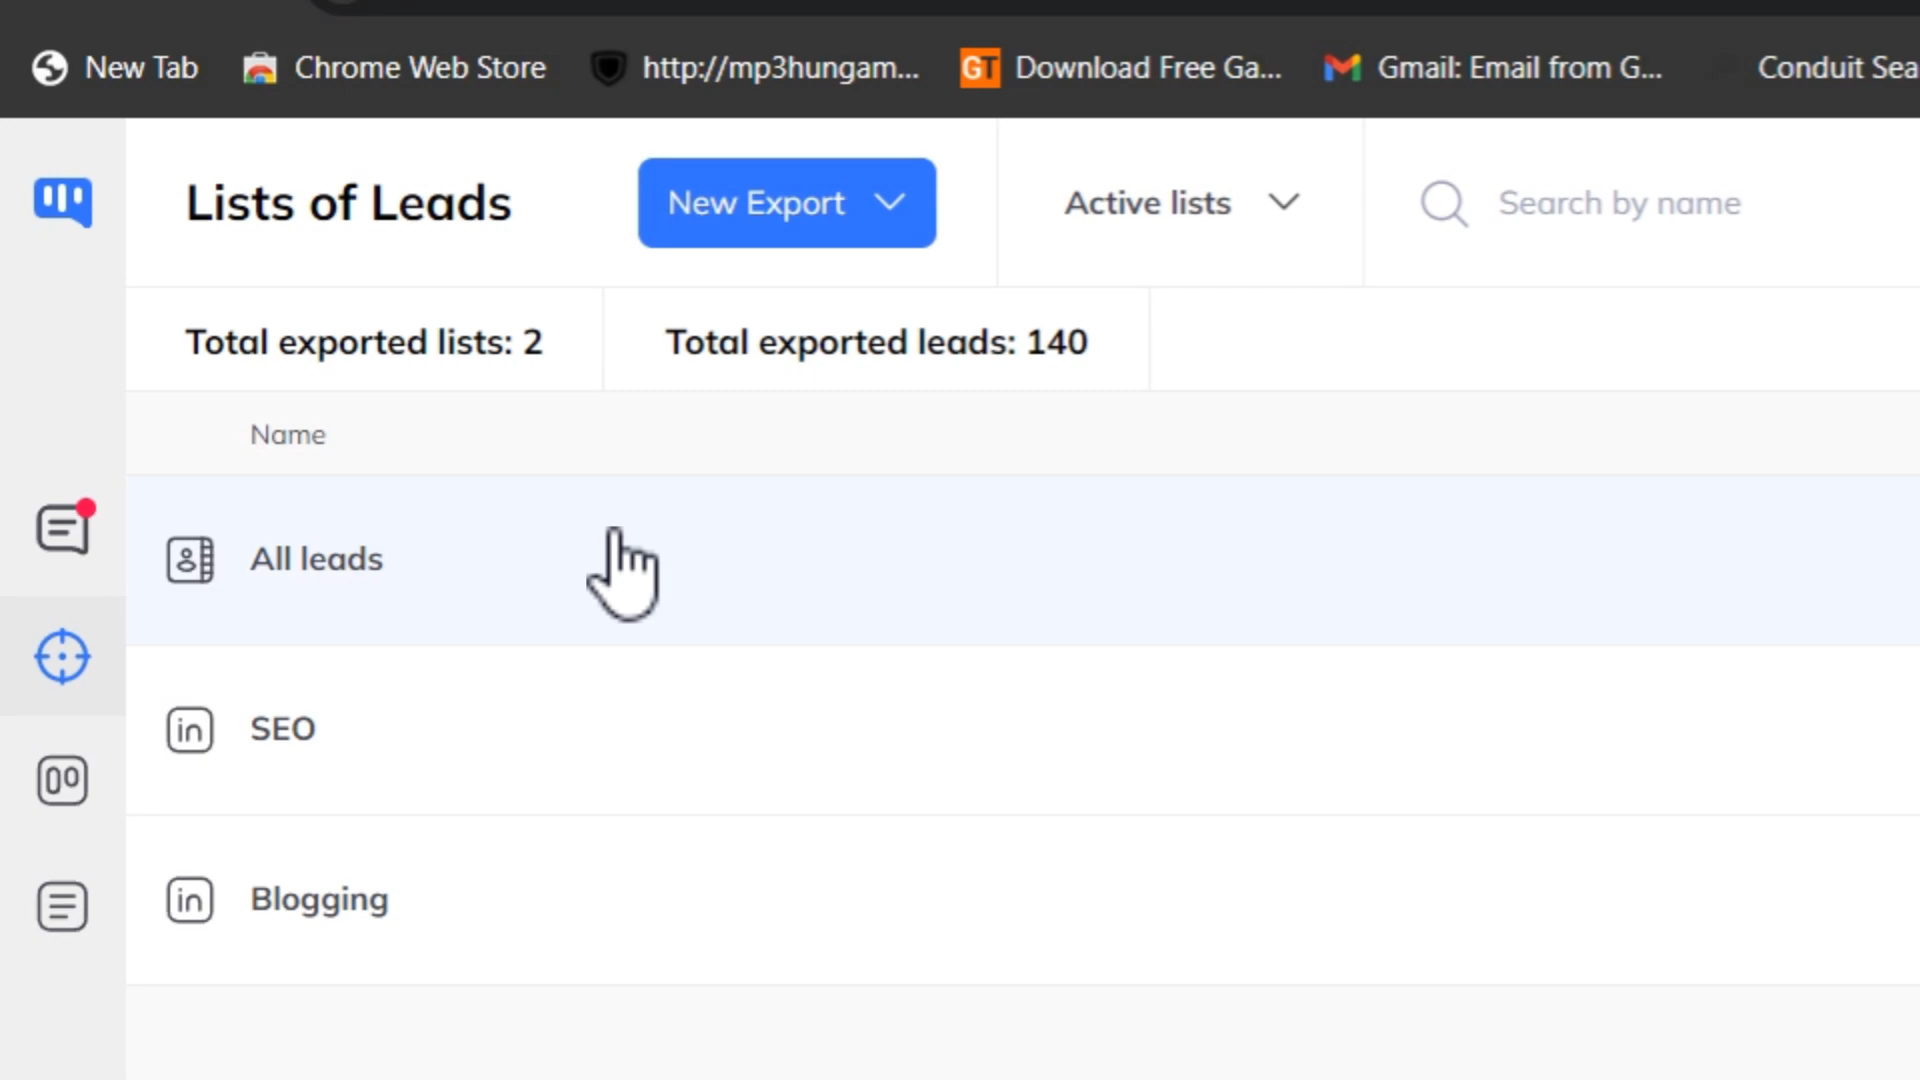 New Tab Chrome Web Store http://mp3hungam... GT Download Free Ga... Gmail: Email from G... Conduit Sea
Lists of Leads New Export Active lists Search by name
Total exported lists: 2 Total exported leads: 140
Name
All leads
in SEO
in Blogging